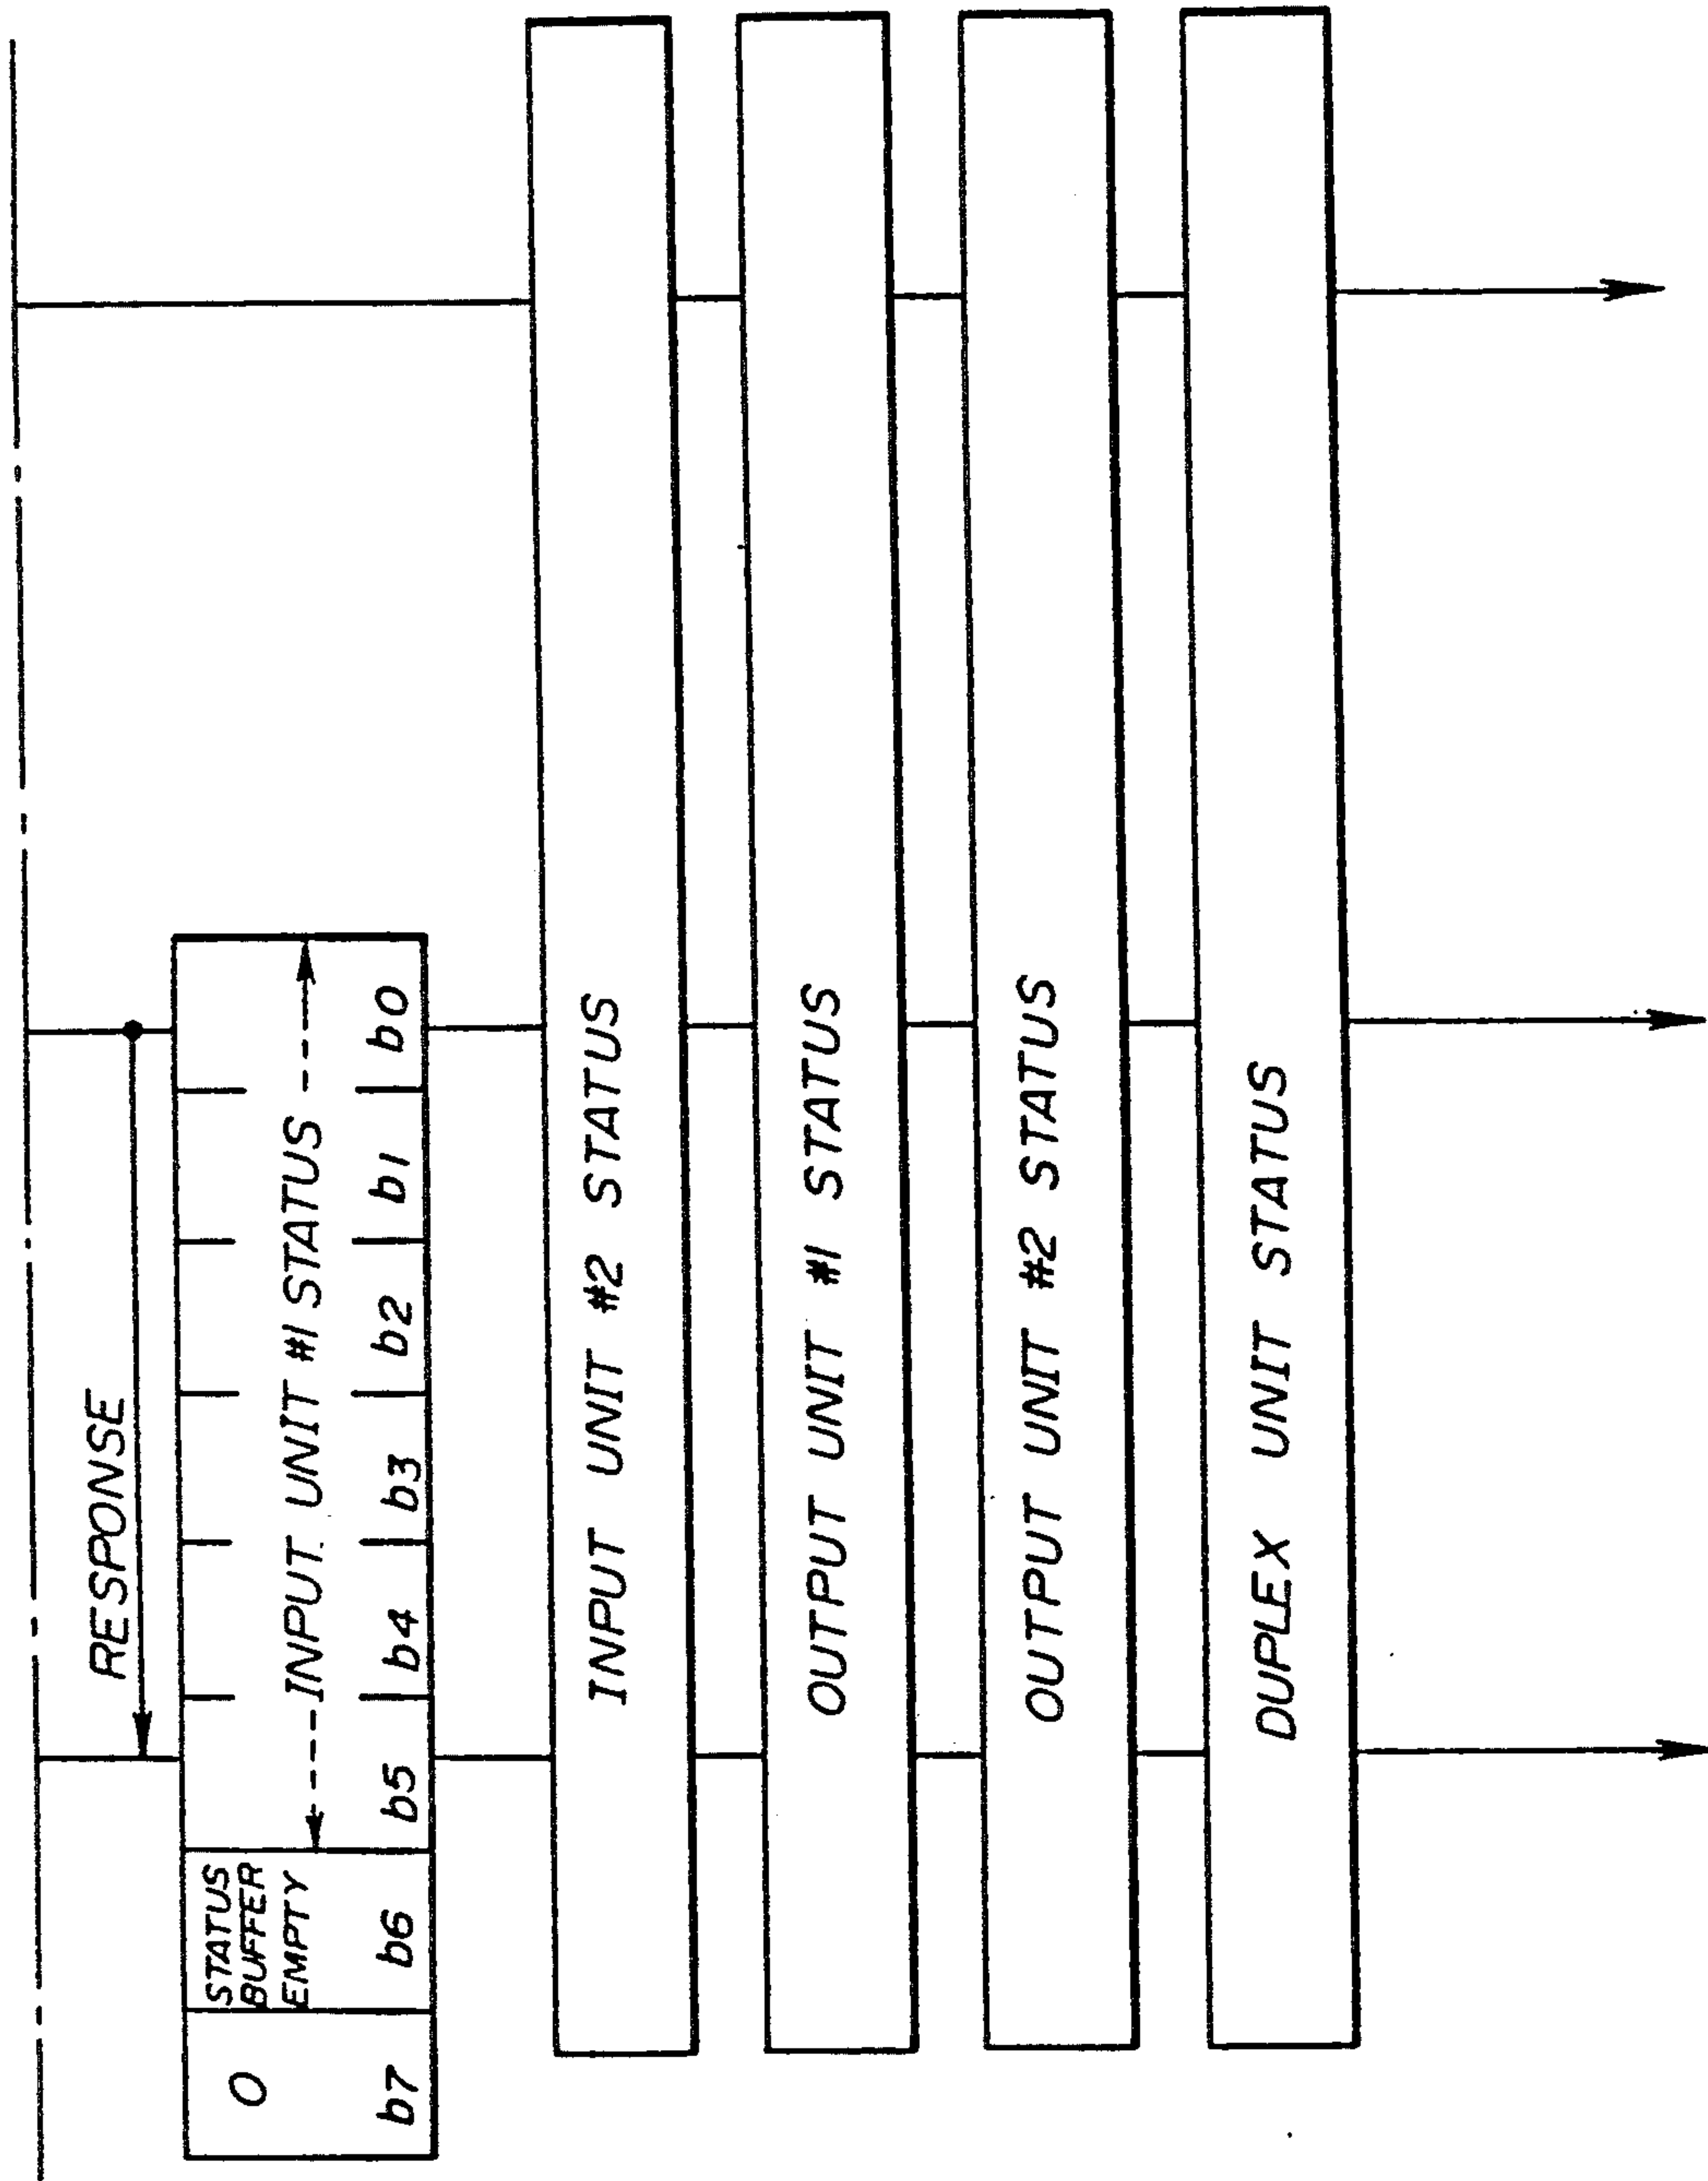 RESPONSE
0
STATUS
BUFFER
EMPTY
INPUT UNIT #1 STATUS
b7 b6 b5 b4 b3 b2 b1 b0
INPUT UNIT #2 STATUS
OUTPUT UNIT #1 STATUS
OUTPUT UNIT #2 STATUS
DUPLEX UNIT STATUS